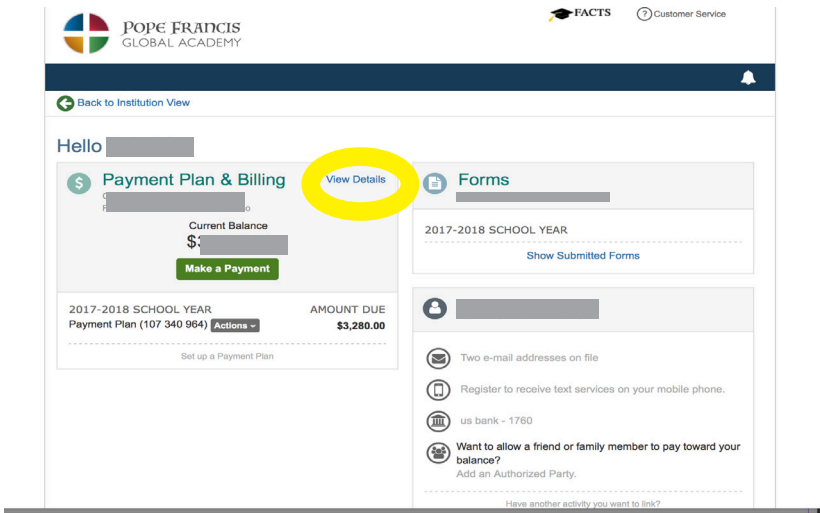 POPE FRANCIS
GLOBAL ACADEMY
FACTS
? Customer Service
Back to Institution View
Hello
$ Payment Plan & Billing
View Details
Current Balance
$
Make a Payment
2017-2018 SCHOOL YEAR AMOUNT DUE
Payment Plan (107 340 964) Actions $3,280.00
Set up a Payment Plan
Forms
2017-2018 SCHOOL YEAR
Show Submitted Forms
Two e-mail addresses on file
Register to receive text services on your mobile phone.
us bank - 1760
Want to allow a friend or family member to pay toward your
balance?
Add an Authorized Party.
Have another activity you want to link?